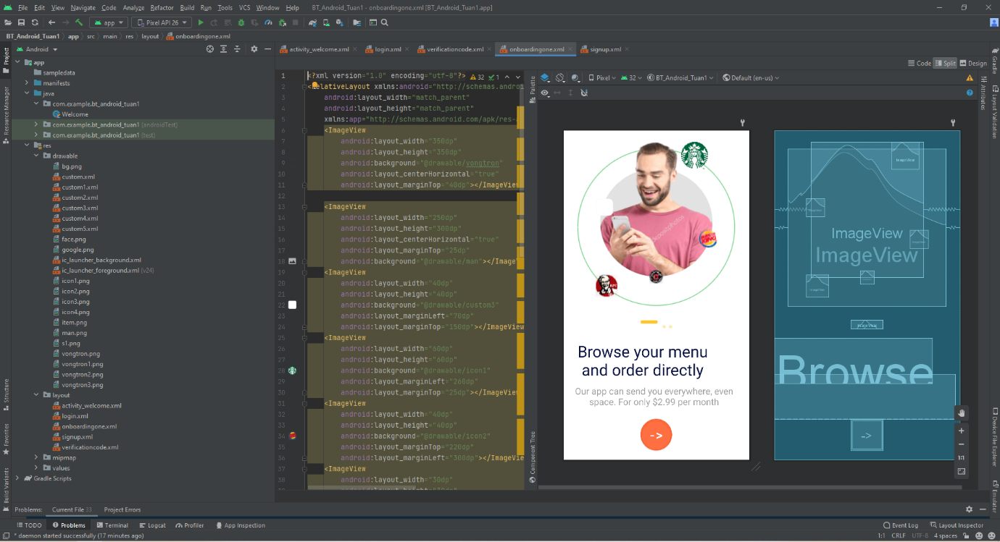 File Edit View Navigate Code Analyze Refactor Build Run Tools VCS Window Help BT_Android_Tuan1 - onboardingone.xml [BT_Android_Tuan1.app]
app Pixel API 26
BT_Android_Tuan1 app src main res layout onboardingone.xml
Android
activity_welcome.xml login.xml verificationcode.xml onboardingone.xml signup.xml
Code Split Design
Project
Resource Manager
Structure
Favorites
Build Variants
app
sampledata
manifests
java
com.example.bt_android_tuan1
Welcome
com.example.bt_android_tuan1 (androidTest)
com.example.bt_android_tuan1 (test)
res
drawable
bg.png
custom.xml
custom1.xml
custom2.xml
custom3.xml
custom4.xml
custom5.xml
face.png
google.png
ic_launcher_background.xml
ic_launcher_foreground.xml (v24)
icon1.png
icon2.png
icon3.png
icon4.png
item.png
man.png
s1.png
vongtron.png
vongtron1.png
vongtron2.png
vongtron3.png
layout
activity_welcome.xml
login.xml
onboardingone.xml
signup.xml
verificationcode.xml
mipmap
values
Gradle Scripts
1 <?xml version="1.0" encoding="utf-8"?> 32 1
2 <RelativeLayout xmlns:android="http://schemas.andro
3 android:layout_width="match_parent"
4 android:layout_height="match_parent"
5 xmlns:app="http://schemas.android.com/apk/res-
6 <ImageView
7 android:layout_width="350dp"
8 android:layout_height="350dp"
9 android:background="@drawable/vongtron"
10 android:layout_centerHorizontal="true"
11 android:layout_marginTop="40dp"></ImageView
12
13 <ImageView
14 android:layout_width="250dp"
15 android:layout_height="300dp"
16 android:layout_centerHorizontal="true"
17 android:layout_marginTop="25dp"
18 android:background="@drawable/man"></Image
19 <ImageView
20 android:layout_width="40dp"
21 android:layout_height="40dp"
22 android:background="@drawable/custom3"
23 android:layout_marginLeft="70dp"
24 android:layout_marginTop="150dp"></ImageView
25 <ImageView
26 android:layout_width="60dp"
27 android:layout_height="60dp"
28 android:background="@drawable/icon1"
29 android:layout_marginLeft="260dp"
30 android:layout_marginTop="25dp"></ImageVie
31 <ImageView
32 android:layout_width="40dp"
33 android:layout_height="40dp"
34 android:background="@drawable/icon2"
35 android:layout_marginTop="220dp"
36 android:layout_marginLeft="300dp"></ImageVie
37 <ImageView
38 android:layout_width="30dp"
Palette
Component Tree
Pixel 32 BT_Android_Tuan1 Default (en-us)
depositphotos
BURGER KING
KFC
Browse your menu
and order directly
Our app can send you everywhere, even
space. For only $2.99 per month
->
ImageView
ImageView
ImageView
Browse
->
1:1
Gradle
Attributes
Layout Validation
Device File Explorer
Emulator
Problems: Current File 33 Project Errors
TODO Problems Terminal Logcat Profiler App Inspection Event Log Layout Inspector
* daemon started successfully (17 minutes ago) 1:1 CRLF UTF-8 4 spaces